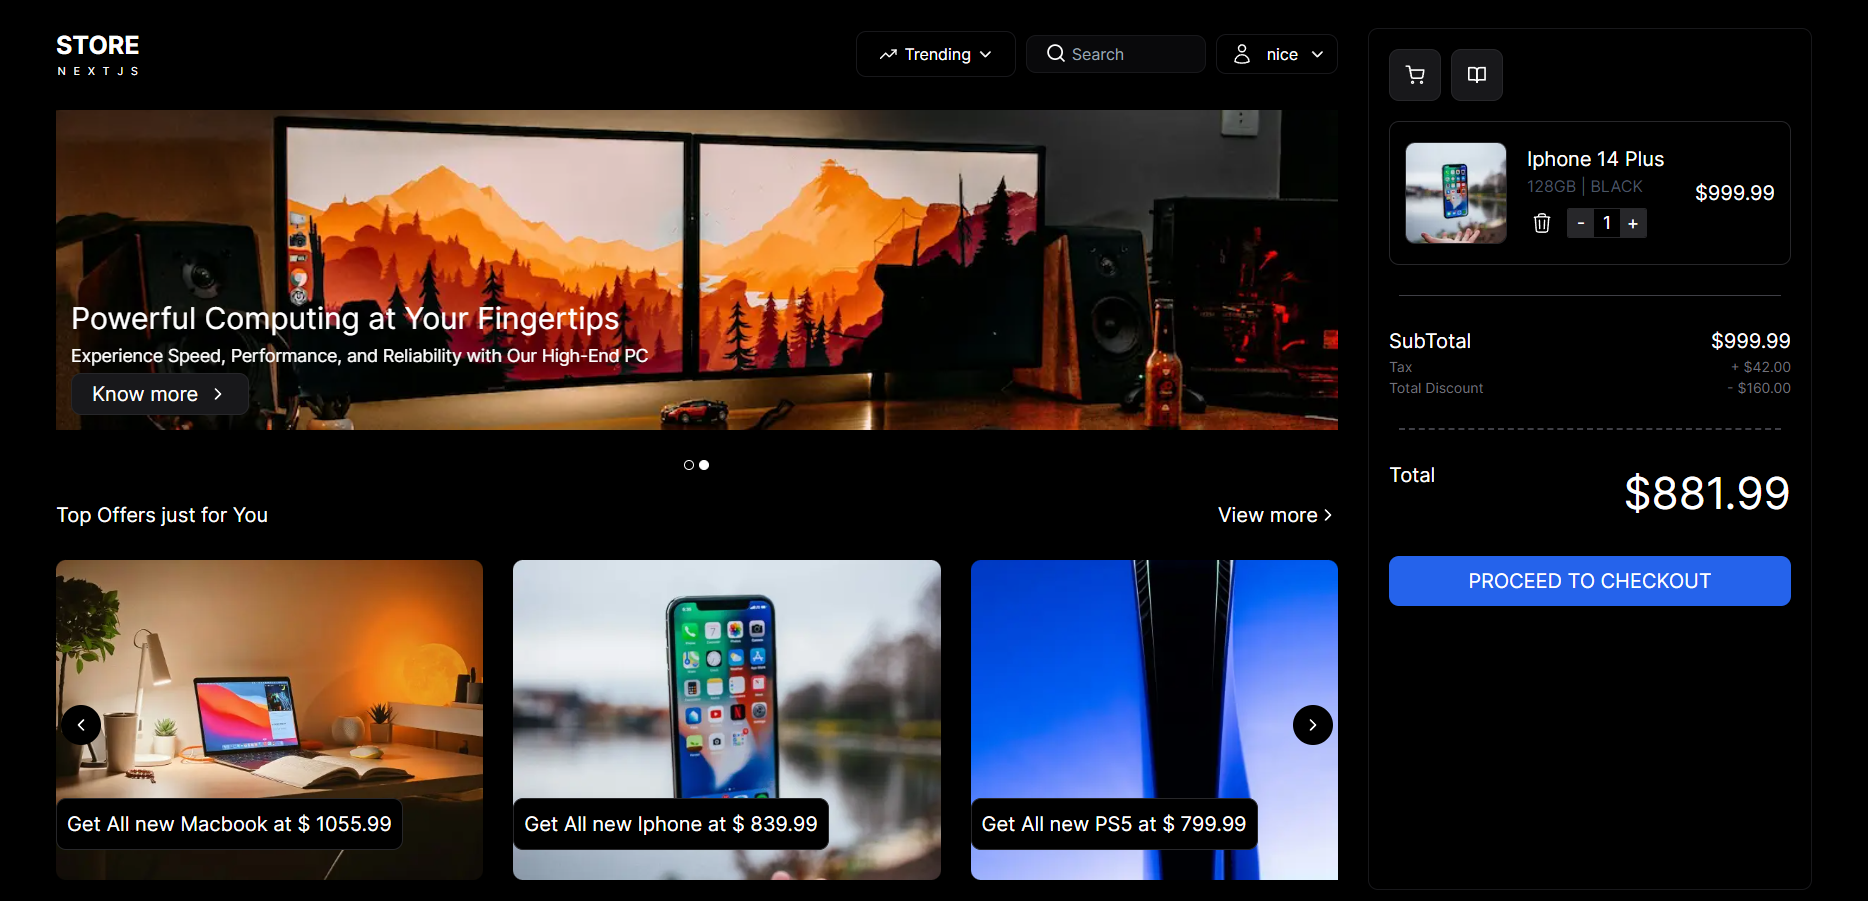 STORE
NEXTJS
Trending
Search
nice
Powerful Computing at Your Fingertips
Experience Speed, Performance, and Reliability with Our High-End PC
Know more
Top Offers just for You
View more
Get All new Macbook at $ 1055.99
Get All new Iphone at $ 839.99
Get All new PS5 at $ 799.99
Iphone 14 Plus
128GB | BLACK
- 1 +
$999.99
SubTotal $999.99
Tax + $42.00
Total Discount - $160.00
Total $881.99
PROCEED TO CHECKOUT